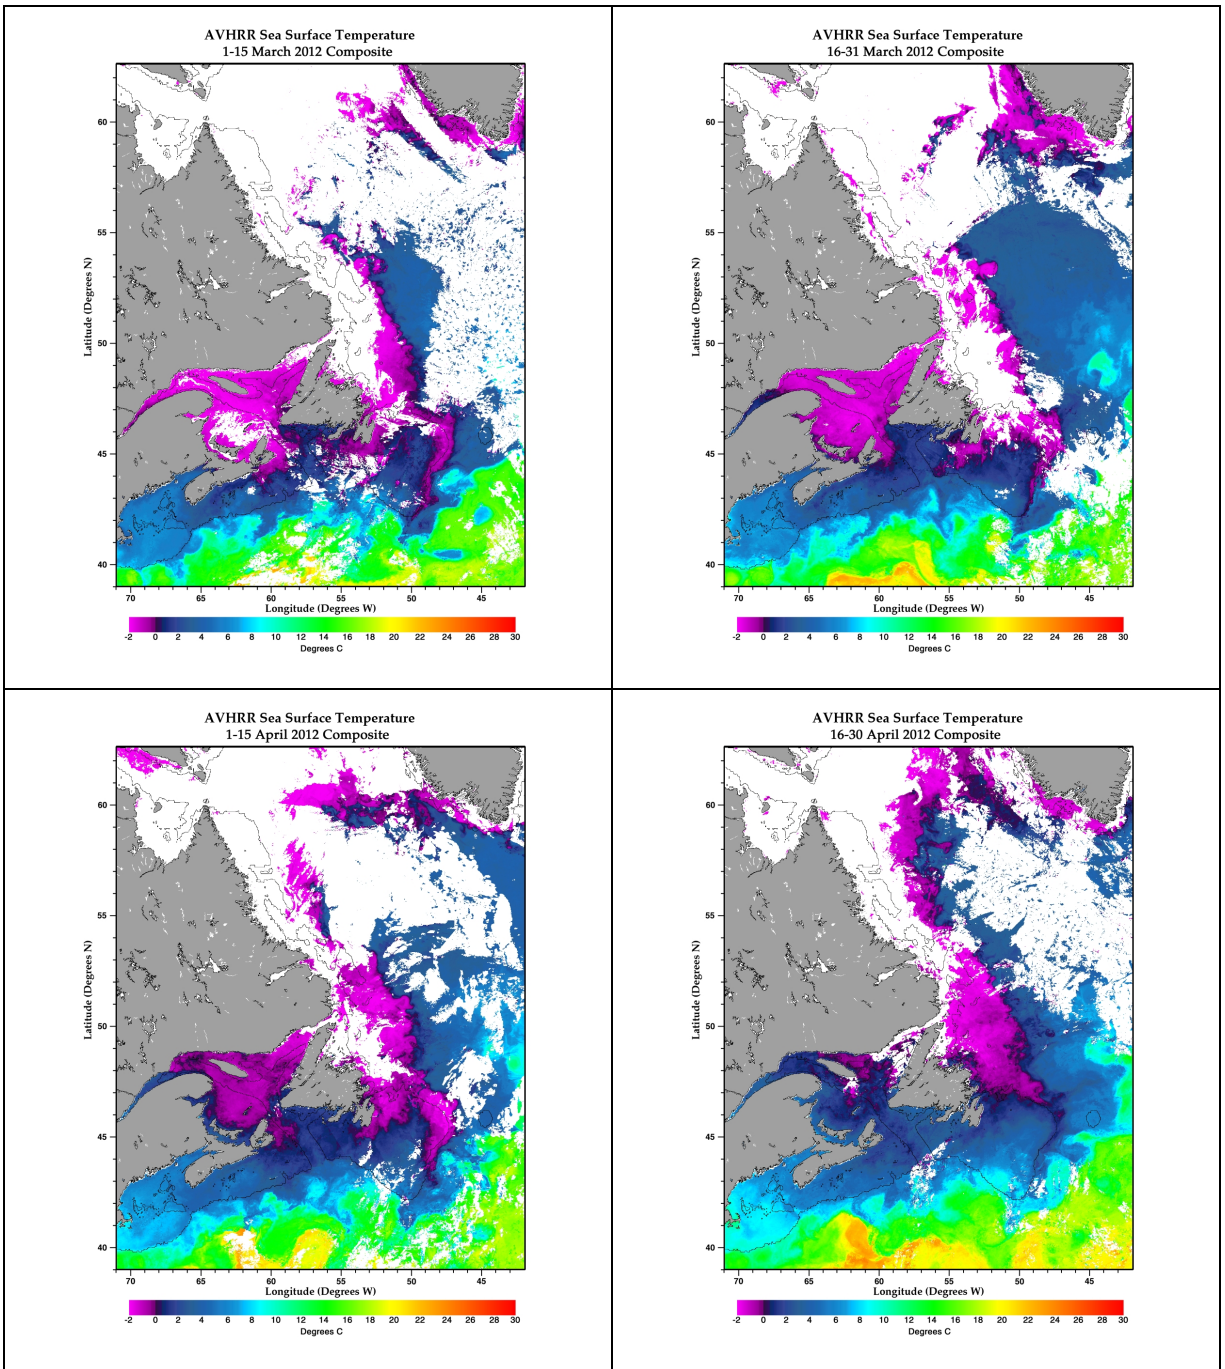 AVHRR Sea Surface Temperature
1-15 March 2012 Composite
60
55
50
45
40
Latitude (Degrees N)
70 65 60 55 50 45
Longitude (Degrees W)
-2 0 2 4 6 8 10 12 14 16 18 20 22 24 26 28 30
Degrees C
AVHRR Sea Surface Temperature
16-31 March 2012 Composite
60
55
50
45
40
Latitude (Degrees N)
70 65 60 55 50 45
Longitude (Degrees W)
-2 0 2 4 6 8 10 12 14 16 18 20 22 24 26 28 30
Degrees C
AVHRR Sea Surface Temperature
1-15 April 2012 Composite
60
55
50
45
40
Latitude (Degrees N)
70 65 60 55 50 45
Longitude (Degrees W)
-2 0 2 4 6 8 10 12 14 16 18 20 22 24 26 28 30
Degrees C
AVHRR Sea Surface Temperature
16-30 April 2012 Composite
60
55
50
45
40
Latitude (Degrees N)
70 65 60 55 50 45
Longitude (Degrees W)
-2 0 2 4 6 8 10 12 14 16 18 20 22 24 26 28 30
Degrees C